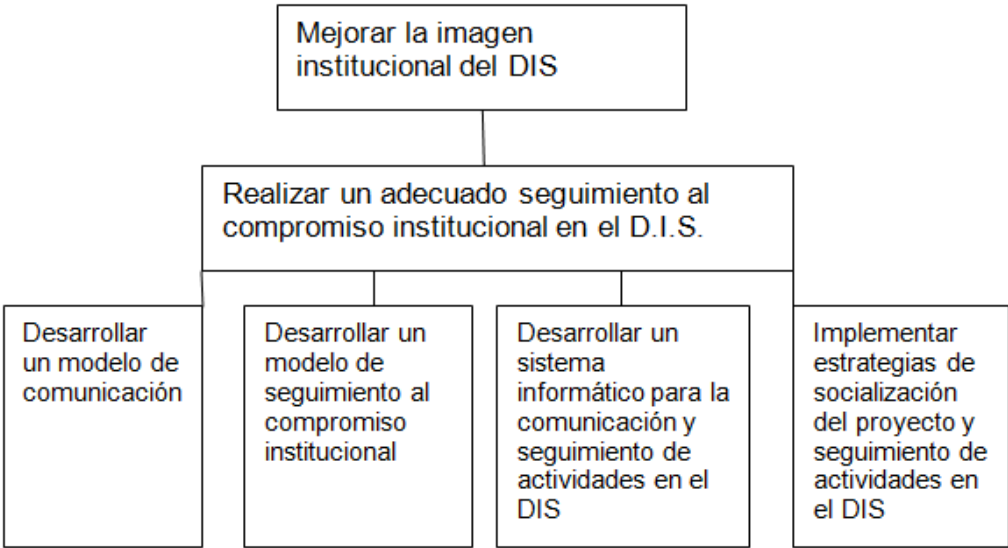 Mejorar la imagen
institucional del DIS
Realizar un adecuado seguimiento al
compromiso institucional en el D.I.S.
Desarrollar
un modelo de
comunicación
Desarrollar un
modelo de
seguimiento al
compromiso
institucional
Desarrollar un
sistema
informático para la
comunicación y
seguimiento de
actividades en el
DIS
Implementar
estrategias de
socialización
del proyecto y
seguimiento de
actividades en
el DIS